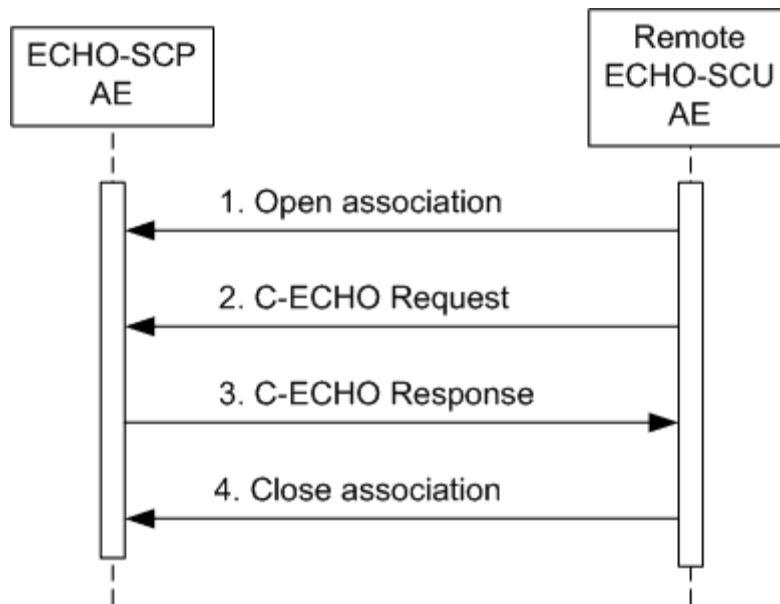 ECHO-SCP
AE
Remote
ECHO-SCU
AE
1. Open association
2. C-ECHO Request
3. C-ECHO Response
4. Close association